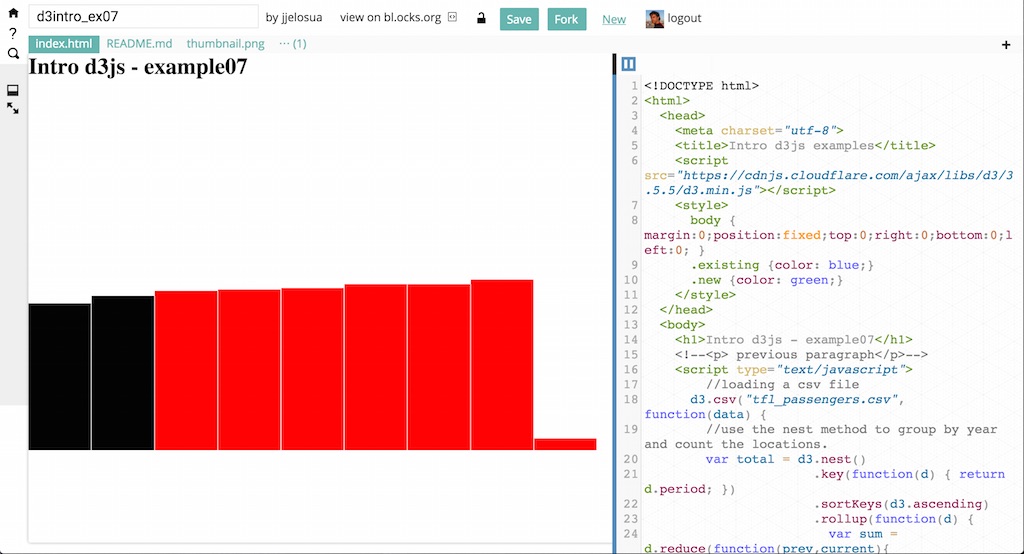 d3intro_ex07 by jjelosua view on bl.ocks.org Save Fork New logout
?
index.html README.md thumbnail.png ··· (1) +
Intro d3js - example07
1 <!DOCTYPE html>
2 <html>
3 <head>
4 <meta charset="utf-8">
5 <title>Intro d3js examples</title>
6 <script
src="https://cdnjs.cloudflare.com/ajax/libs/d3/3
.5.5/d3.min.js"></script>
7 <style>
8 body {
margin:0;position:fixed;top:0;right:0;bottom:0;l
eft:0; }
9 .existing {color: blue;}
10 .new {color: green;}
11 </style>
12 </head>
13 <body>
14 <h1>Intro d3js - example07</h1>
15 <!--<p> previous paragraph</p>-->
16 <script type="text/javascript">
17 //loading a csv file
18 d3.csv("tfl_passengers.csv",
function(data) {
19 //use the nest method to group by year
and count the locations.
20 var total = d3.nest()
21 .key(function(d) { return
d.period; })
22 .sortKeys(d3.ascending)
23 .rollup(function(d) {
24 var sum =
d.reduce(function(prev,current){